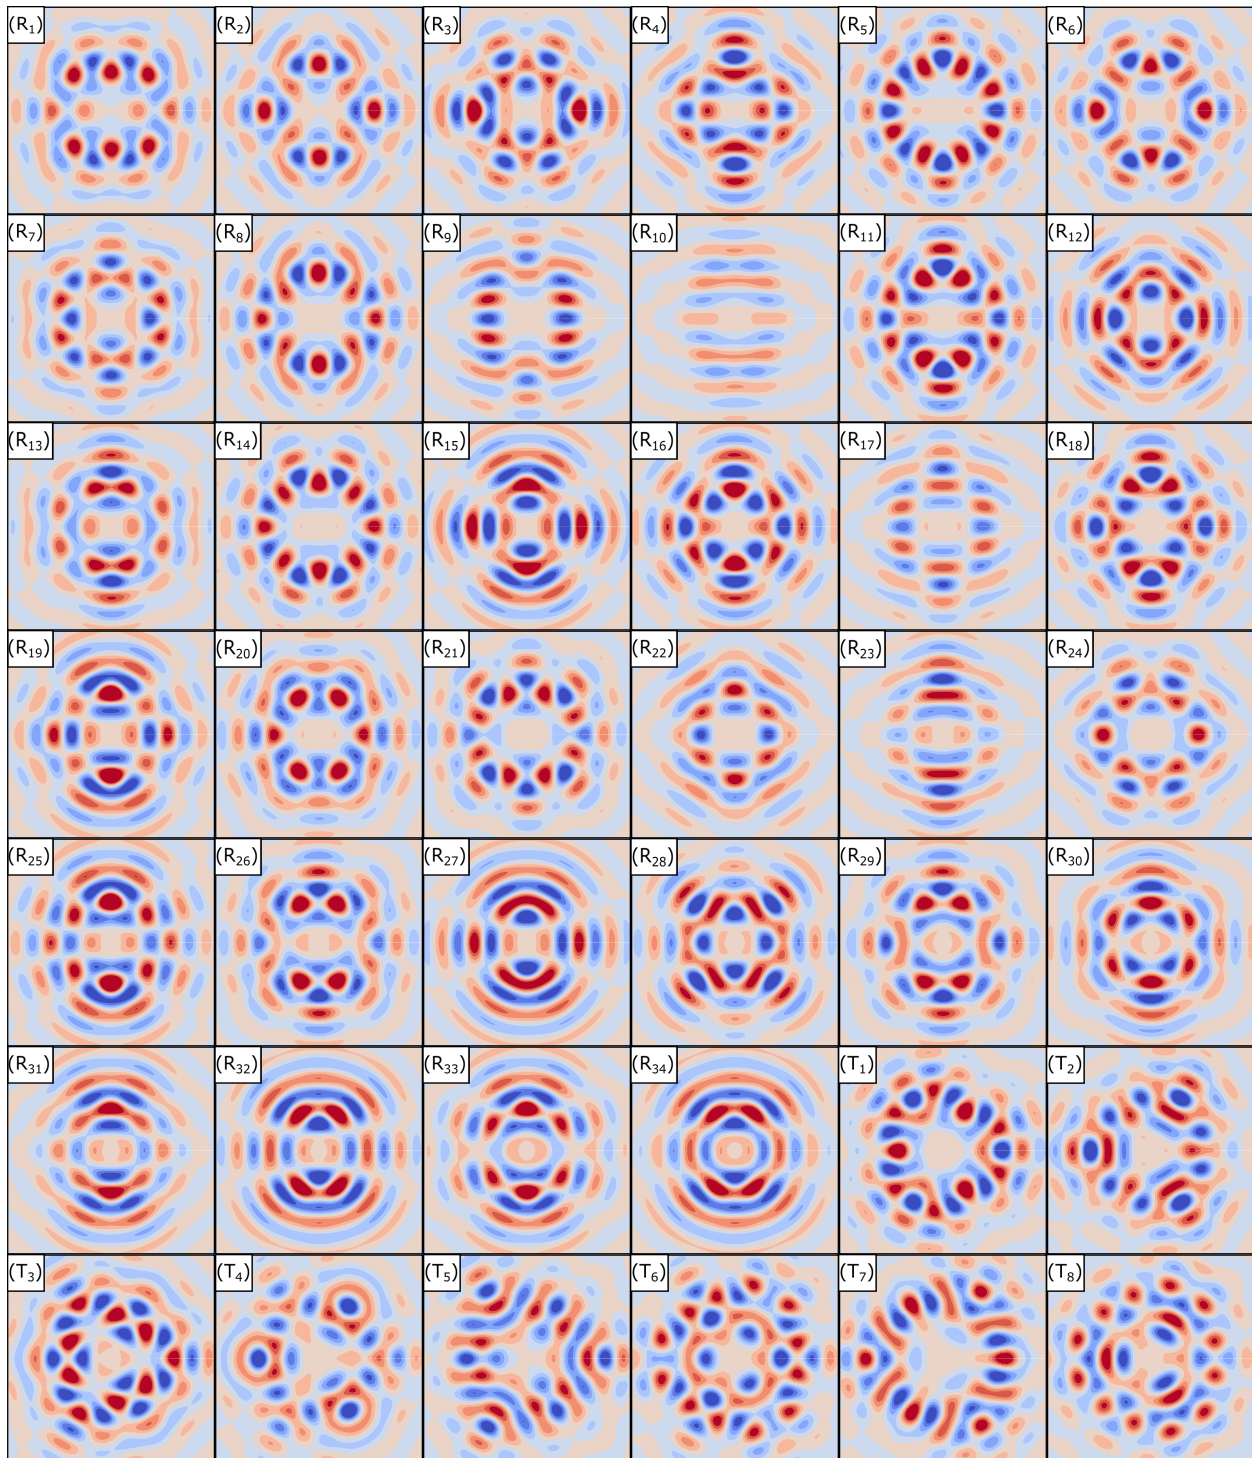 (R₁) (R₂) (R₃) (R₄) (R₅) (R₆)
(R₇) (R₈) (R₉) (R₁₀) (R₁₁) (R₁₂)
(R₁₃) (R₁₄) (R₁₅) (R₁₆) (R₁₇) (R₁₈)
(R₁₉) (R₂₀) (R₂₁) (R₂₂) (R₂₃) (R₂₄)
(R₂₅) (R₂₆) (R₂₇) (R₂₈) (R₂₉) (R₃₀)
(R₃₁) (R₃₂) (R₃₃) (R₃₄) (T₁) (T₂)
(T₃) (T₄) (T₅) (T₆) (T₇) (T₈)